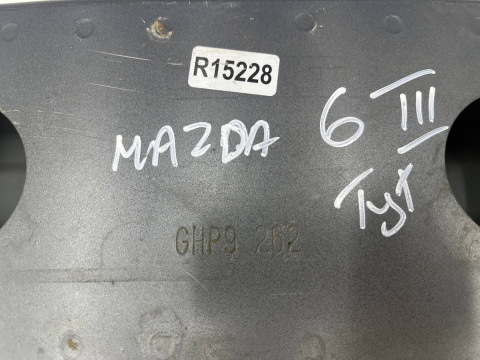 R15228
MAZDA 6 III
Tył
GHP9 262